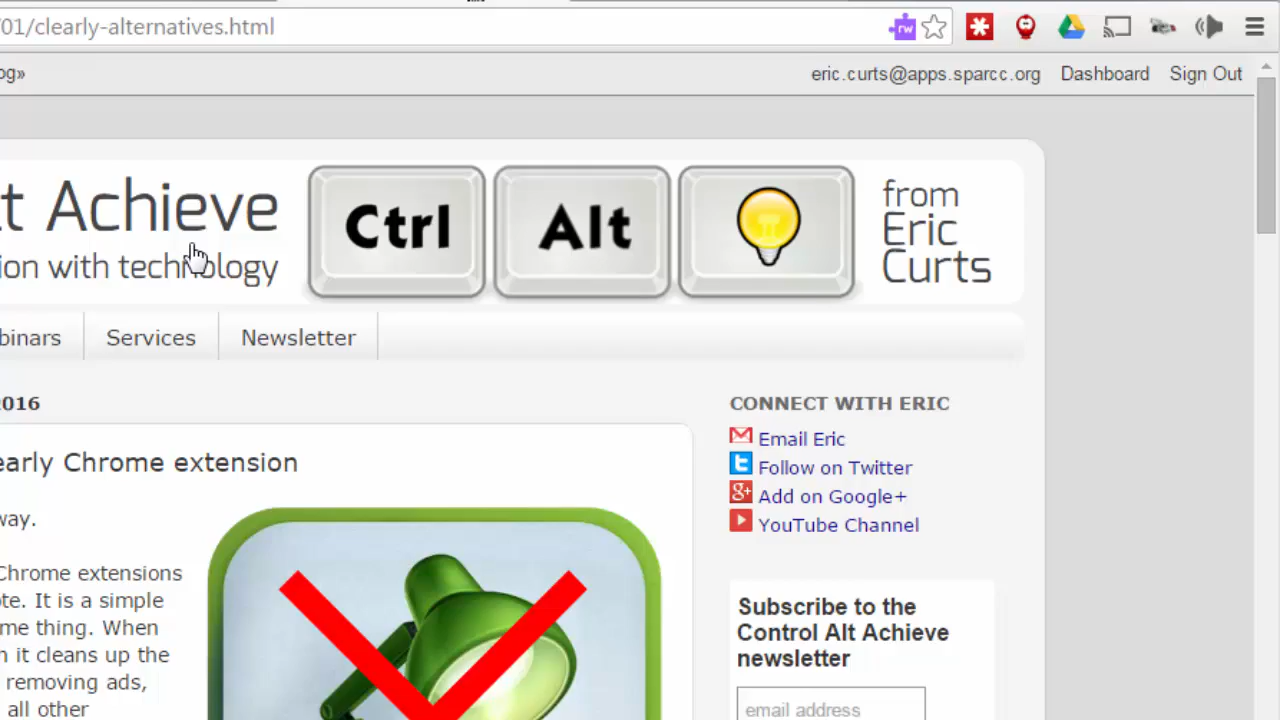 01/clearly-alternatives.html
rw
og» eric.curts@apps.sparcc.org Dashboard Sign Out
t Achieve
ion with technology
Ctrl
Alt
from
Eric
Curts
binars Services Newsletter
2016
early Chrome extension
way.
Chrome extensions
ote. It is a simple
me thing. When
n it cleans up the
removing ads,
all other
CONNECT WITH ERIC
Email Eric
Follow on Twitter
Add on Google+
YouTube Channel
Subscribe to the
Control Alt Achieve
newsletter
email address